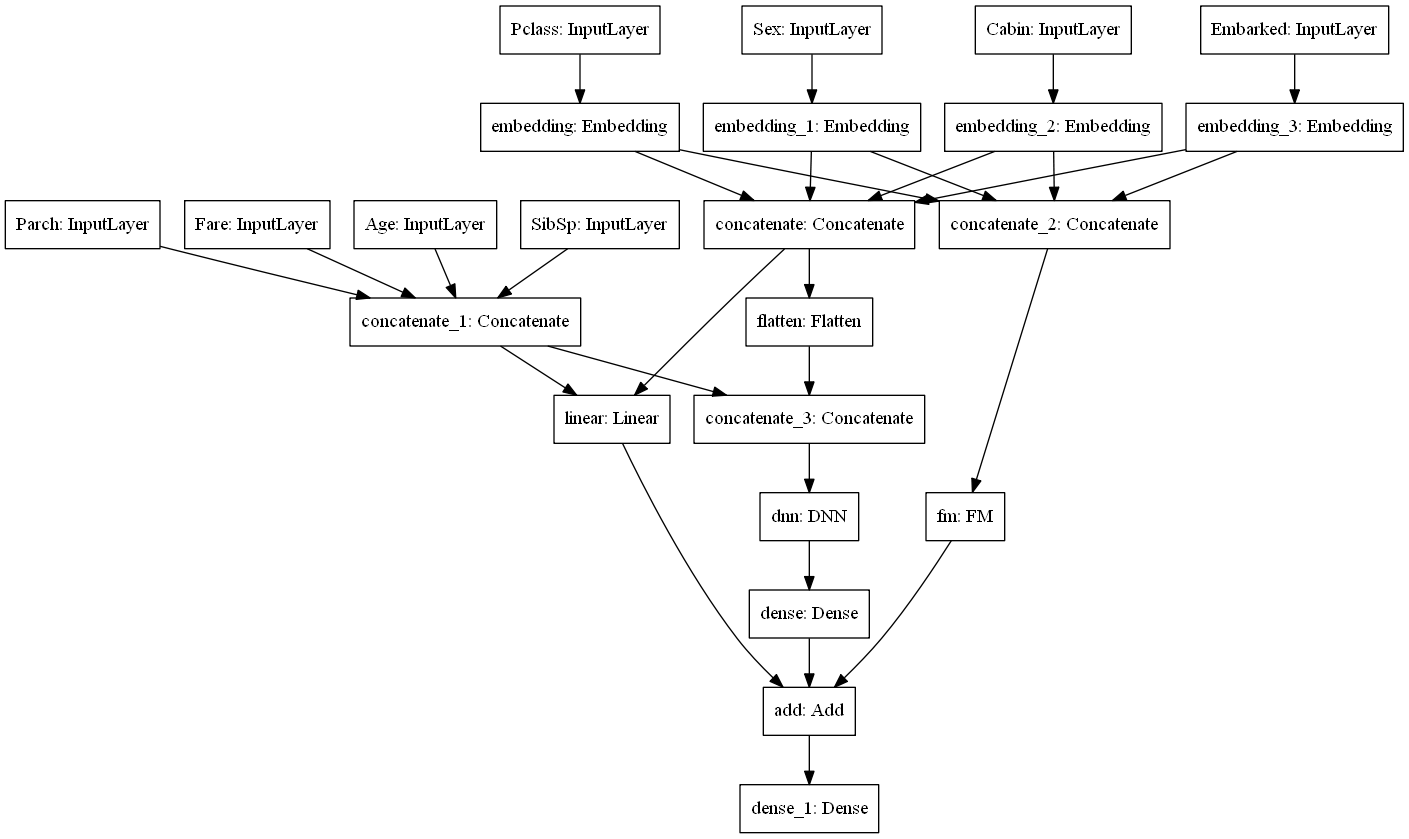 Pclass: InputLayer
Sex: InputLayer
Cabin: InputLayer
Embarked: InputLayer
embedding: Embedding
embedding_1: Embedding
embedding_2: Embedding
embedding_3: Embedding
Parch: InputLayer
Fare: InputLayer
Age: InputLayer
SibSp: InputLayer
concatenate: Concatenate
concatenate_2: Concatenate
concatenate_1: Concatenate
flatten: Flatten
linear: Linear
concatenate_3: Concatenate
dnn: DNN
fm: FM
dense: Dense
add: Add
dense_1: Dense